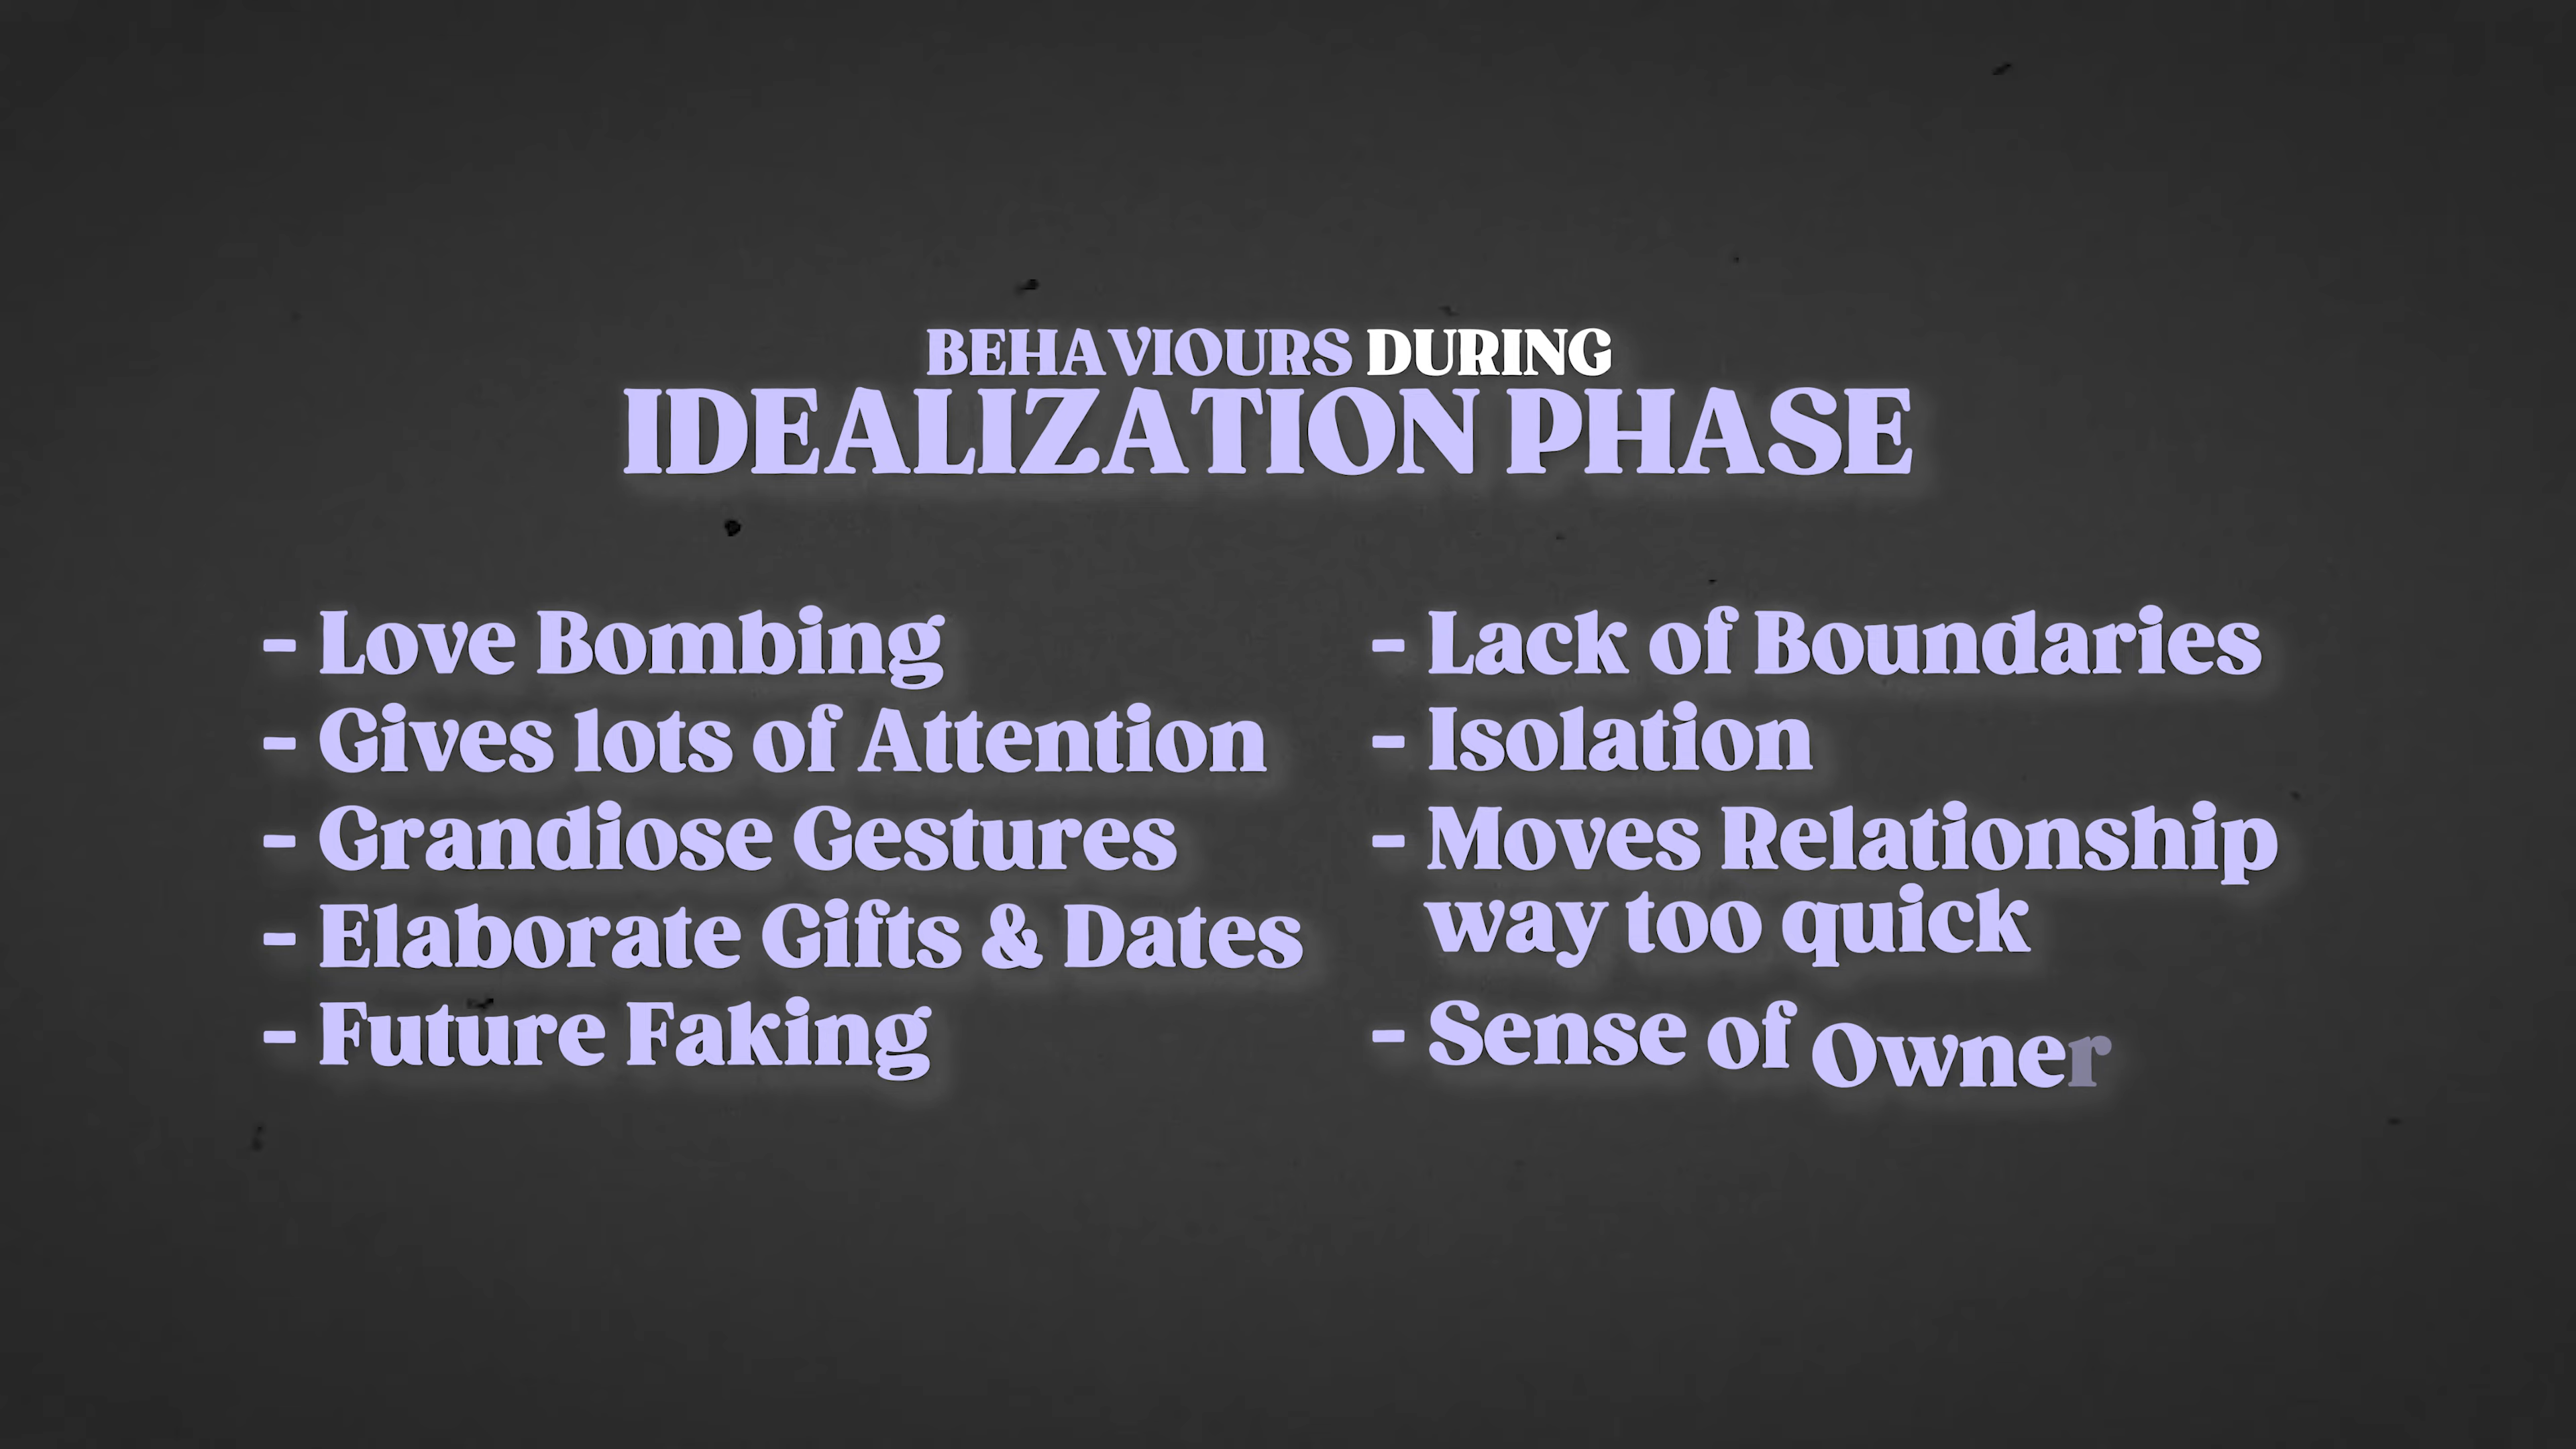 BEHAVIOURS DURING
IDEALIZATION PHASE
- Love Bombing
- Gives lots of Attention
- Grandiose Gestures
- Elaborate Gifts & Dates
- Future Faking
- Lack of Boundaries
- Isolation
- Moves Relationship
way too quick
- Sense of Owner